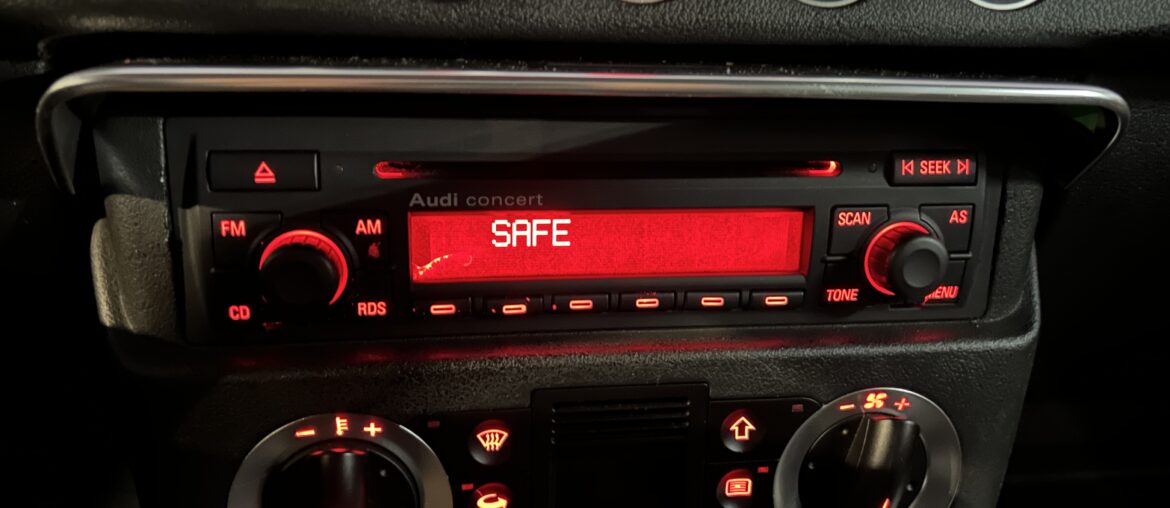 Audi concert
SEEK
SAFE
FM
AM
SCAN
AS
CD
RDS
TONE
MENU